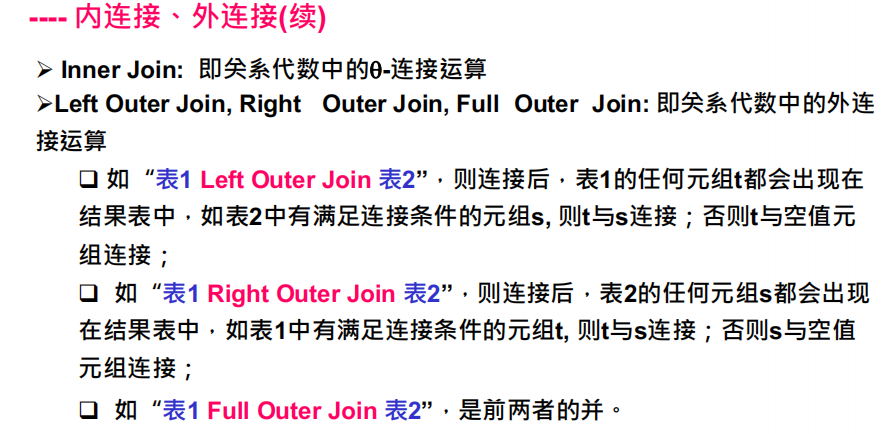 ---- 内连接、外连接(续)
➢ Inner Join: 即关系代数中的θ-连接运算
➢Left Outer Join, Right Outer Join, Full Outer Join: 即关系代数中的外连
接运算
❑ 如 “表1 Left Outer Join 表2”，则连接后，表1的任何元组t都会出现在
结果表中，如表2中有满足连接条件的元组s, 则t与s连接；否则t与空值元
组连接；
❑ 如 “表1 Right Outer Join 表2”，则连接后，表2的任何元组s都会出现
在结果表中，如表1中有满足连接条件的元组t, 则t与s连接；否则s与空值
元组连接；
❑ 如 “表1 Full Outer Join 表2”，是前两者的并。